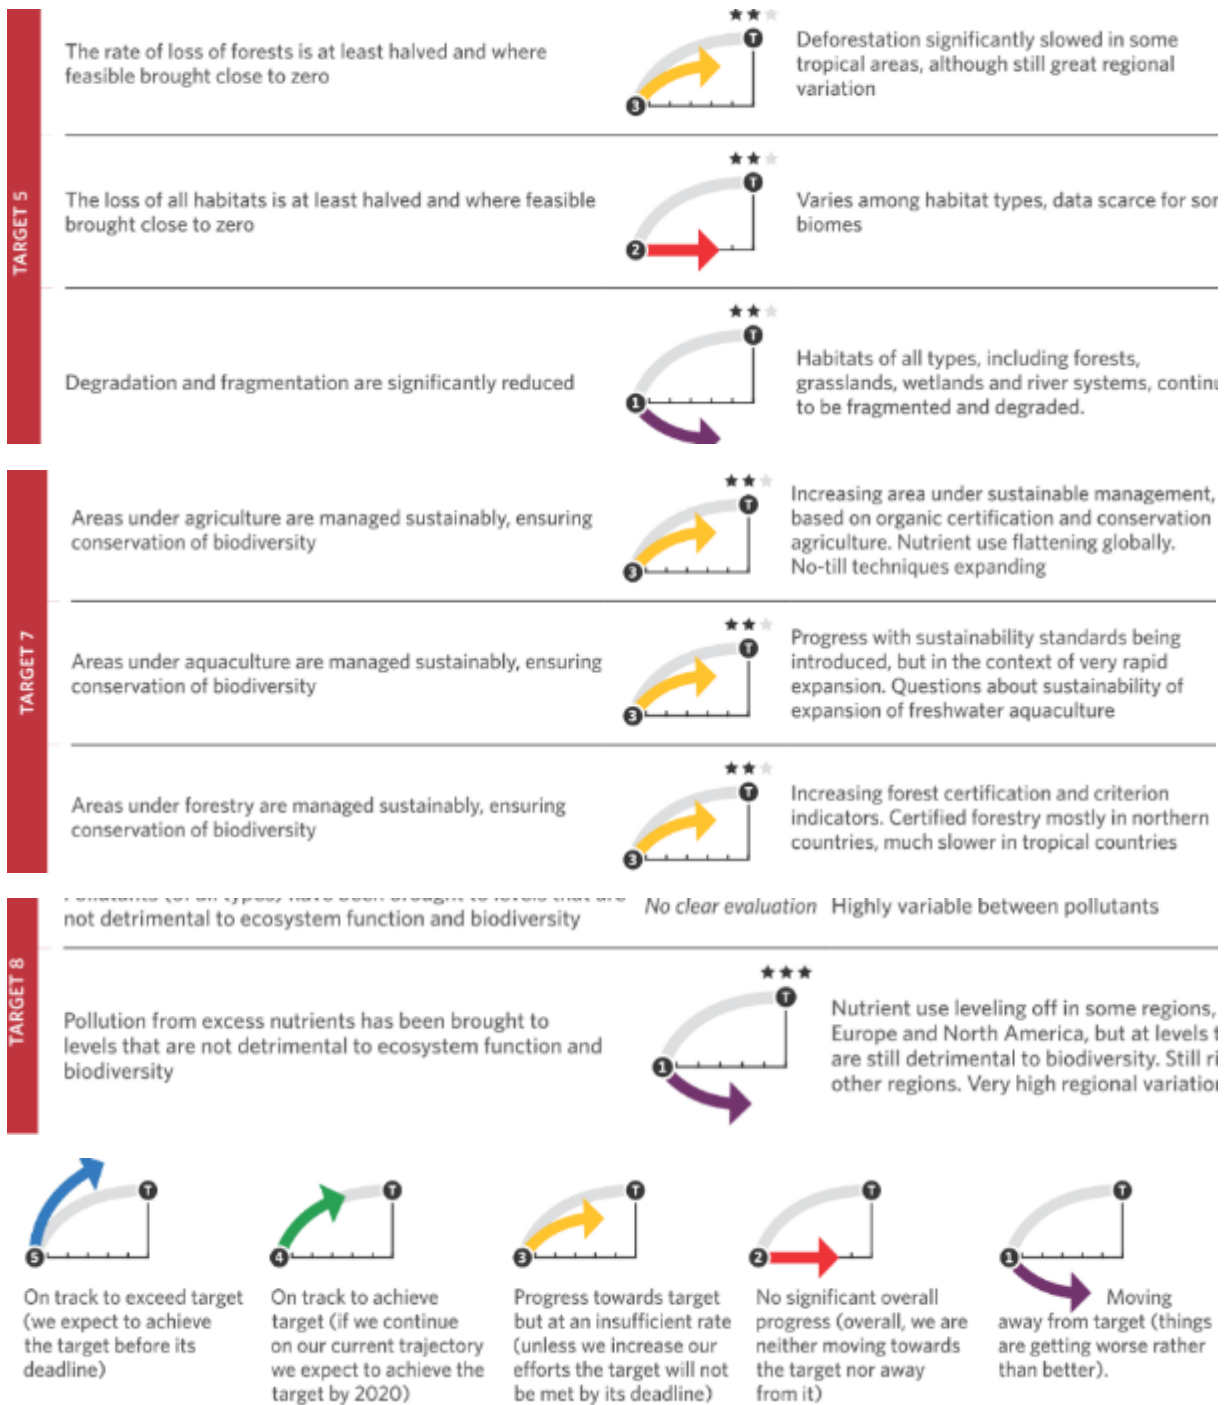 TARGET 5
The rate of loss of forests is at least halved and where
feasible brought close to zero
T
3
Deforestation significantly slowed in some
tropical areas, although still great regional
variation
The loss of all habitats is at least halved and where feasible
brought close to zero
T
2
Varies among habitat types, data scarce for
biomes
Degradation and fragmentation are significantly reduced
T
1
Habitats of all types, including forests,
grasslands, wetlands and river systems,
to be fragmented and degraded.
TARGET 7
Areas under agriculture are managed sustainably, ensuring
conservation of biodiversity
T
3
Increasing area under sustainable management,
based on organic certification and conservation
agriculture. Nutrient use flattening globally.
No-till techniques expanding
Areas under aquaculture are managed sustainably, ensuring
conservation of biodiversity
T
3
Progress with sustainability standards being
introduced, but in the context of very rapid
expansion. Questions about sustainability of
expansion of freshwater aquaculture
Areas under forestry are managed sustainably, ensuring
conservation of biodiversity
T
3
Increasing forest certification and criterion
indicators. Certified forestry mostly in northern
countries, much slower in tropical countries
TARGET 8
not detrimental to ecosystem function and biodiversity
No clear evaluation
Highly variable between pollutants
Pollution from excess nutrients has been brought to
levels that are not detrimental to ecosystem function and
biodiversity
T
1
Nutrient use leveling off in some regions,
Europe and North America, but at levels
are still detrimental to biodiversity. Still
other regions. Very high regional
T
5
On track to exceed target
(we expect to achieve
the target before its
deadline)
T
4
On track to achieve
target (if we continue
on our current trajectory
we expect to achieve the
target by 2020)
T
3
Progress towards target
but at an insufficient rate
(unless we increase our
efforts the target will not
be met by its deadline)
T
2
No significant overall
progress (overall, we are
neither moving towards
the target nor away
from it)
T
1
Moving
away from target (things
are getting worse rather
than better).